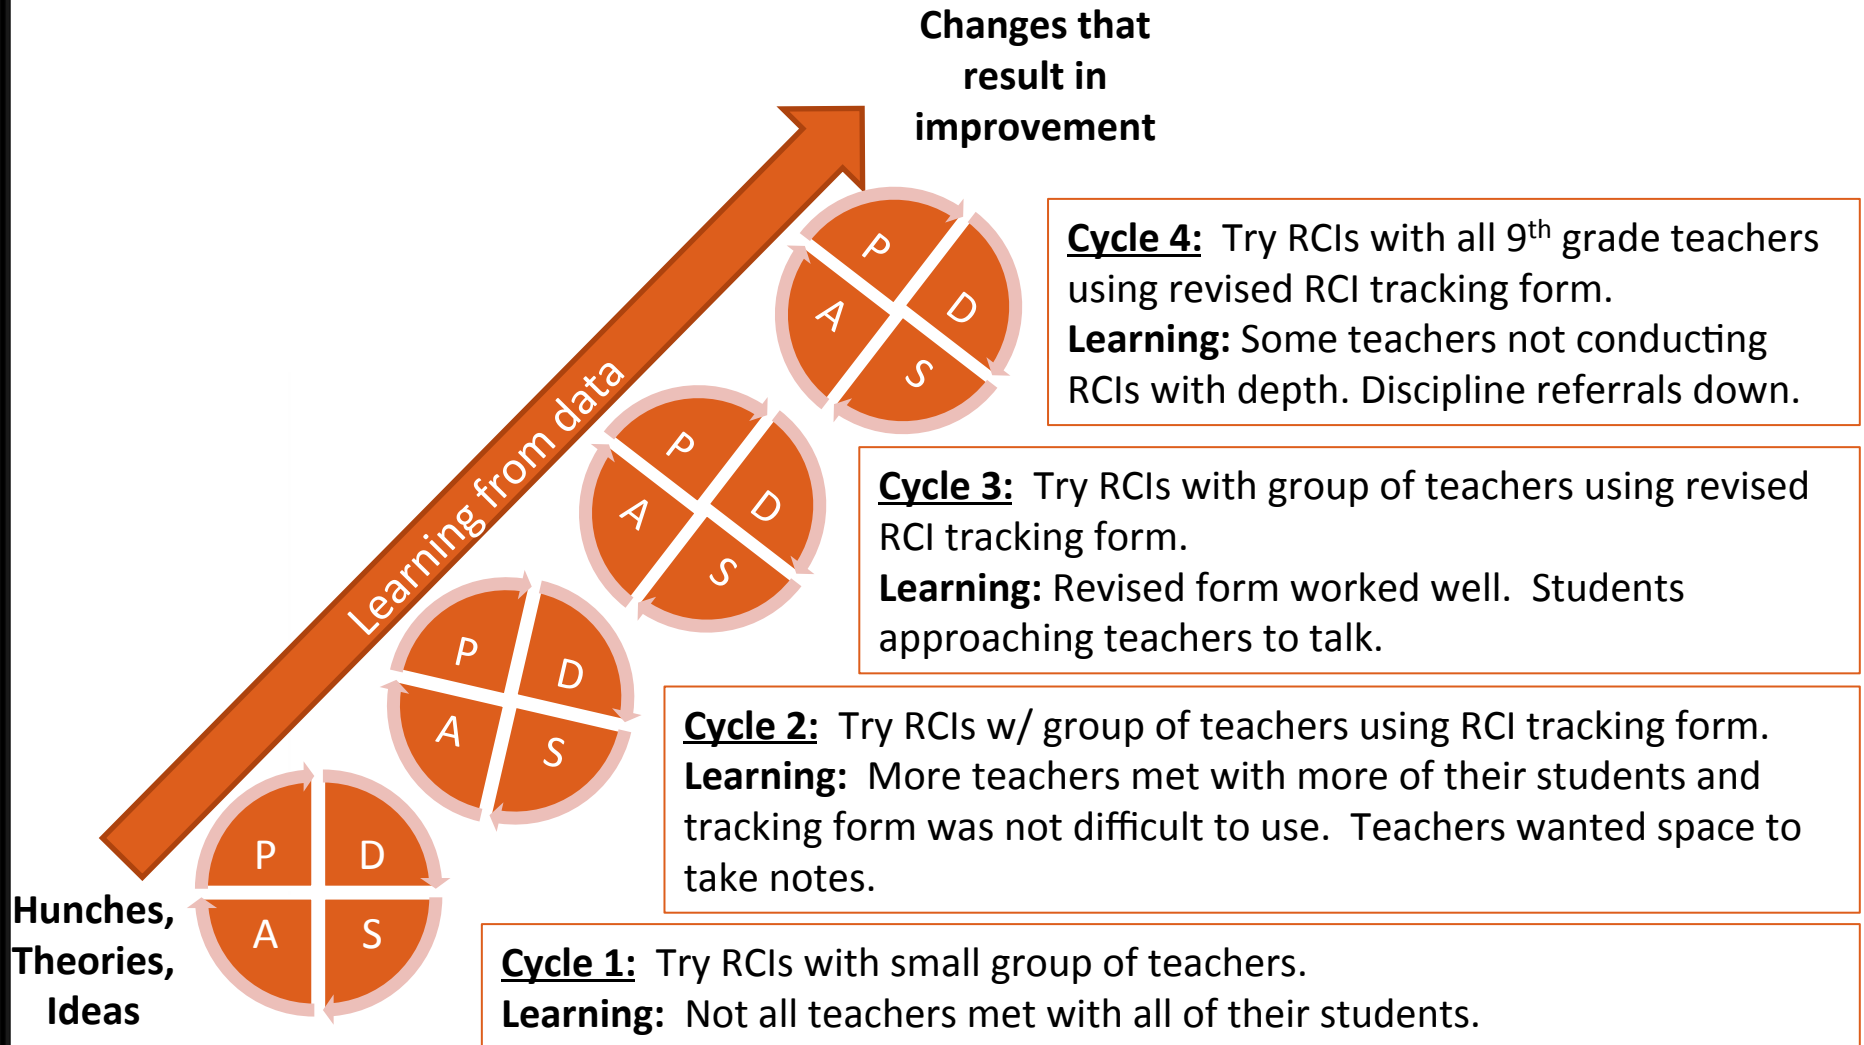 Changes that
result in
improvement
Learning from data
Hunches,
Theories,
Ideas
P
D
A
S
Cycle 4: Try RCIs with all 9th grade teachers
using revised RCI tracking form.
Learning: Some teachers not conducting
RCIs with depth. Discipline referrals down.
P
D
A
S
Cycle 3: Try RCIs with group of teachers using revised
RCI tracking form.
Learning: Revised form worked well. Students
approaching teachers to talk.
P
D
A
S
Cycle 2: Try RCIs w/ group of teachers using RCI tracking form.
Learning: More teachers met with more of their students and
tracking form was not difficult to use. Teachers wanted space to
take notes.
P
D
A
S
Cycle 1: Try RCIs with small group of teachers.
Learning: Not all teachers met with all of their students.